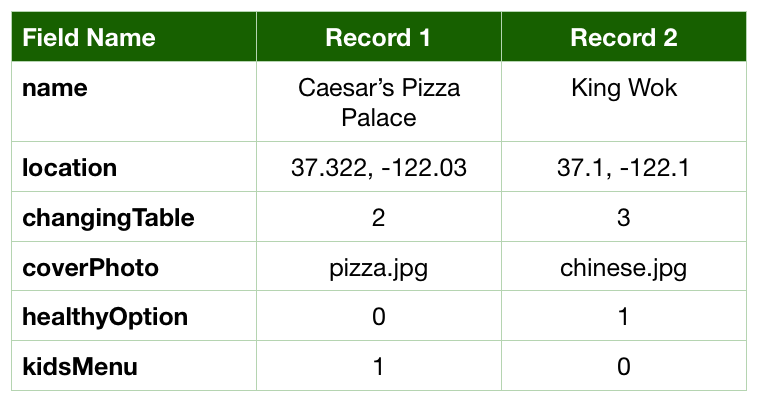 Field Name Record 1 Record 2
name Caesar’s Pizza Palace King Wok
location 37.322, -122.03 37.1, -122.1
changingTable 2 3
coverPhoto pizza.jpg chinese.jpg
healthyOption 0 1
kidsMenu 1 0